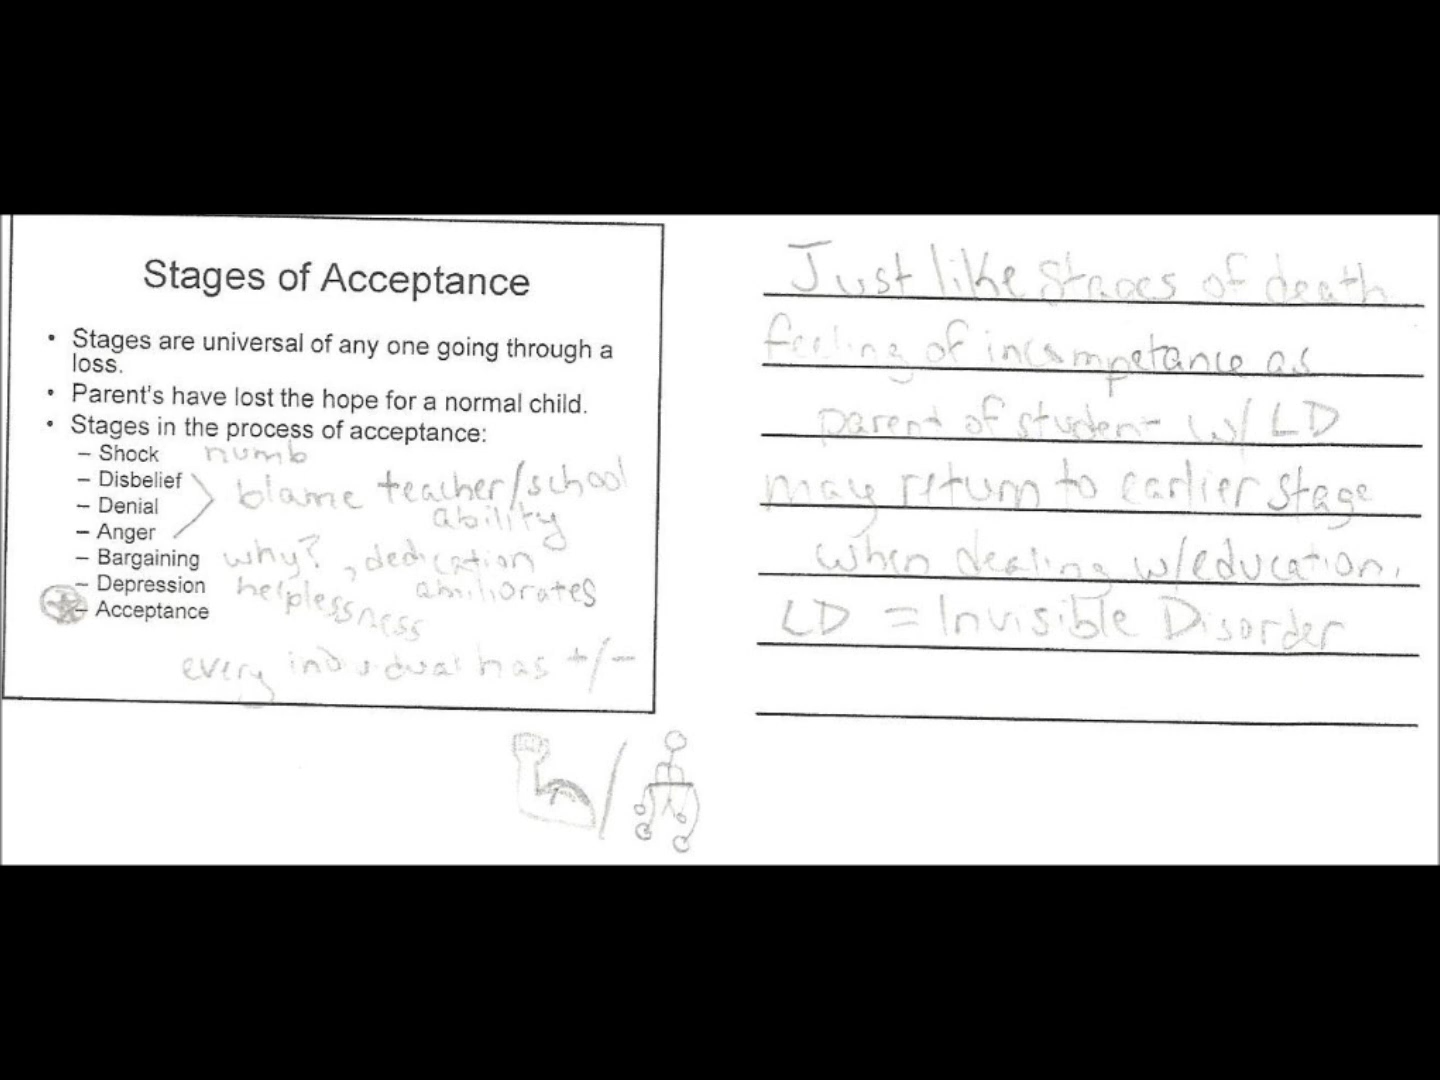 Stages of Acceptance
• Stages are universal of any one going through a
loss.
• Parent's have lost the hope for a normal child.
• Stages in the process of acceptance:
– Shock numb
– Disbelief
blame teacher/school
– Denial
ability
– Anger
– Bargaining why?, dedication
– Depression helplessness amiliorates
– Acceptance
every individual has +/-
Just like stages of death
feeling of incompetance as
parent of student w/ LD
may return to earlier stage
when dealing w/education.
LD = Invisible Disorder